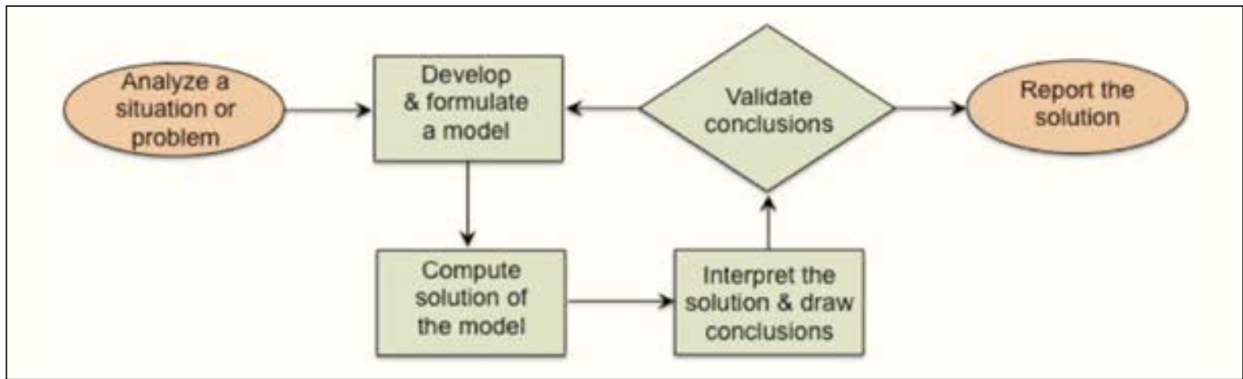 Analyze a
situation or
problem
Develop
& formulate
a model
Compute
solution of
the model
Interpret the
solution & draw
conclusions
Validate
conclusions
Report the
solution